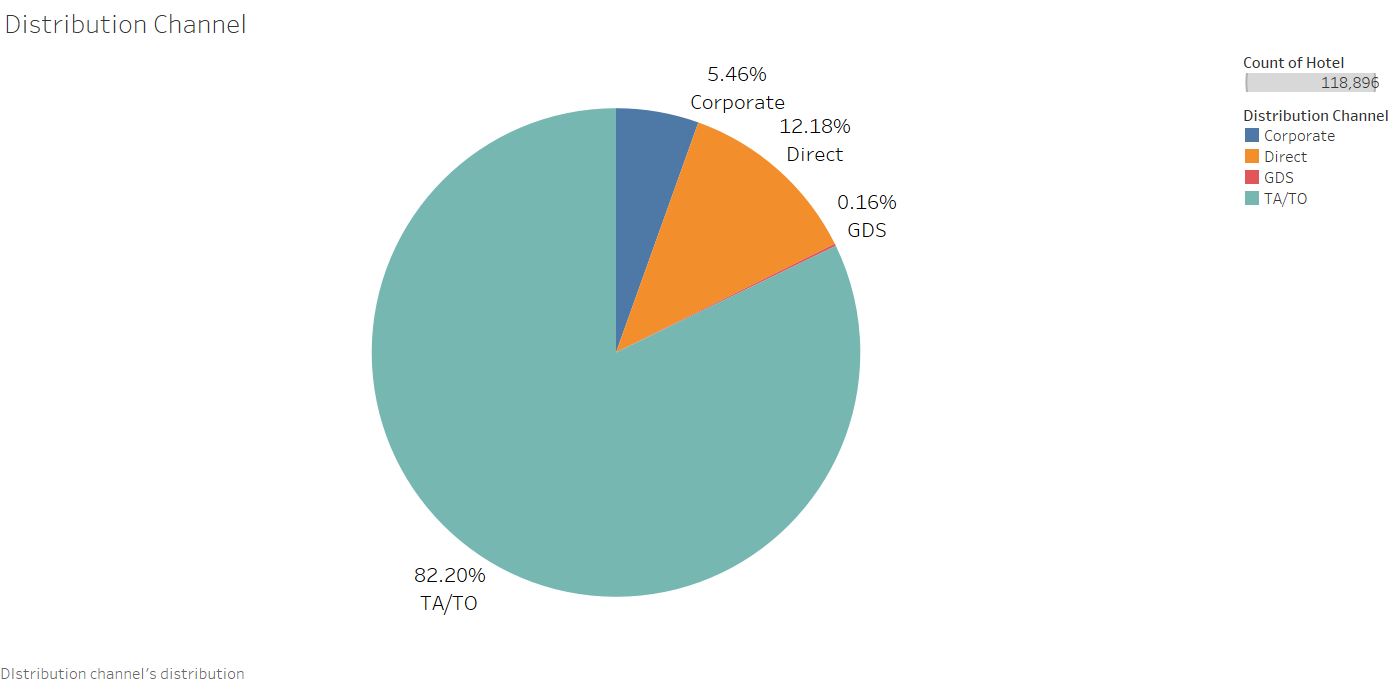 Distribution Channel
5.46%
Corporate
12.18%
Direct
0.16%
GDS
82.20%
TA/TO
Count of Hotel
118,896
Distribution Channel
Corporate
Direct
GDS
TA/TO
DIstribution channel's distribution